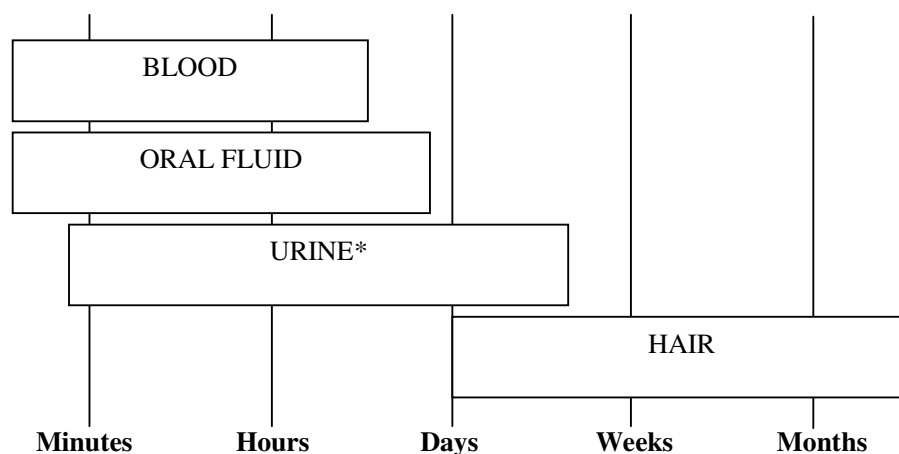 BLOOD
ORAL FLUID
URINE*
HAIR
Minutes Hours Days Weeks Months